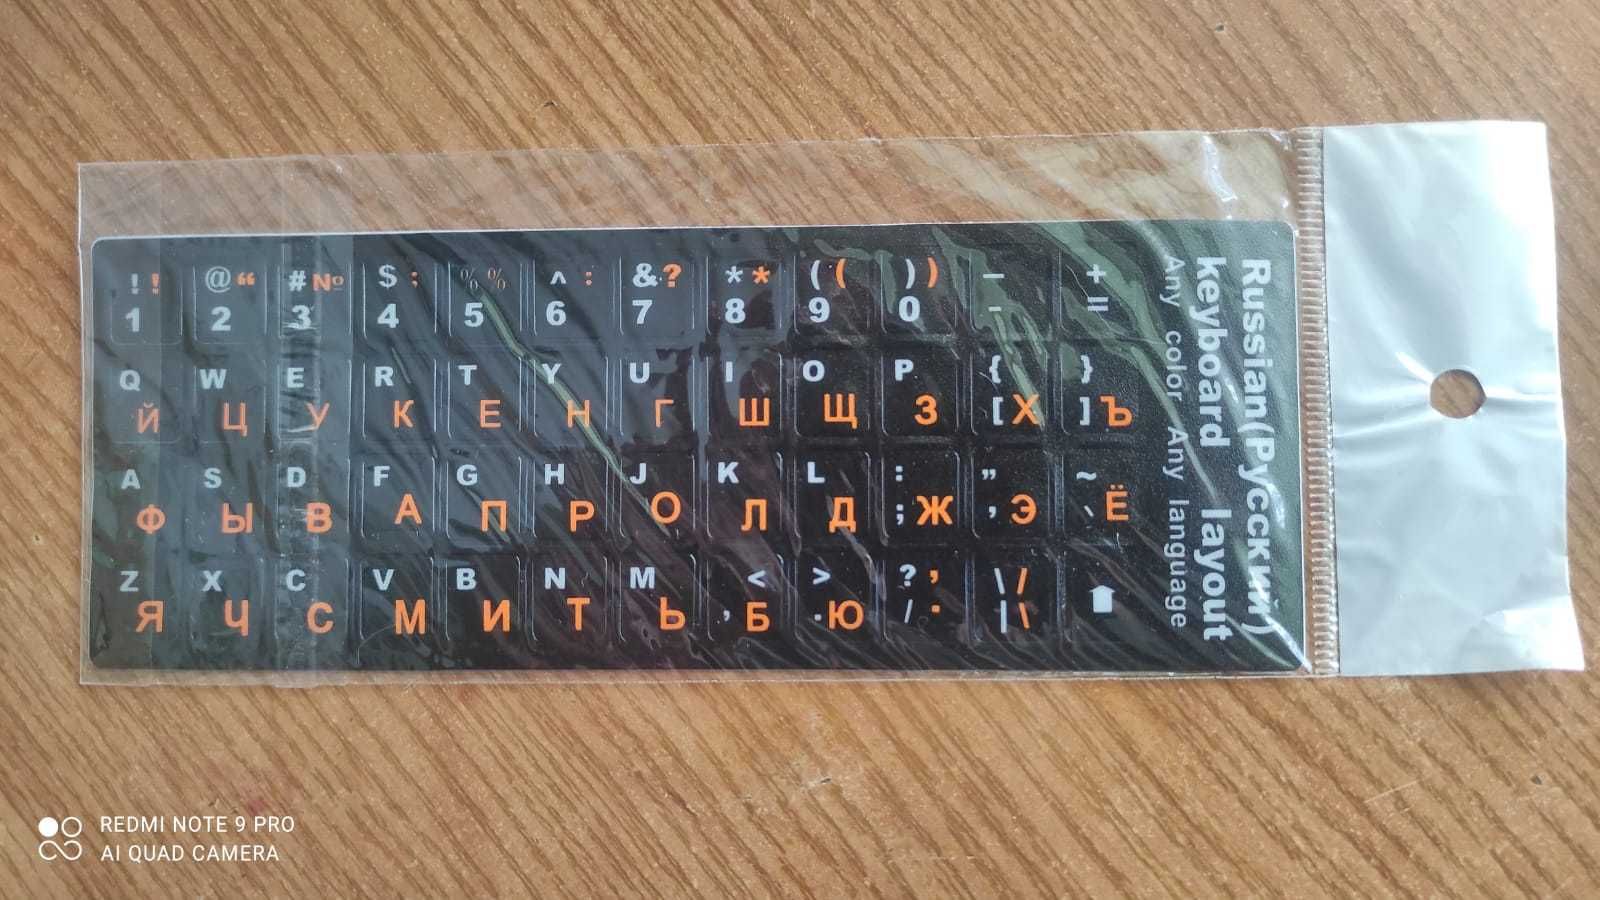 ! ! @ “ # № $ ; % % ^ : & ? * * ( ( ) ) _ +
1 2 3 4 5 6 7 8 9 0 - =
Q W E R T Y U I O P { }
Й Ц У К Е Н Г Ш Щ З [ Х ] Ъ
A S D F G H J K L : ” ~
Ф Ы В А П Р О Л Д ; Ж ’ Э ` Ё
Z X C V B N M < > ? , \ /
Я Ч С М И Т Ь , Б . Ю / . | \
Russian(Русский)
keyboard layout
Any color Any language
REDMI NOTE 9 PRO
AI QUAD CAMERA